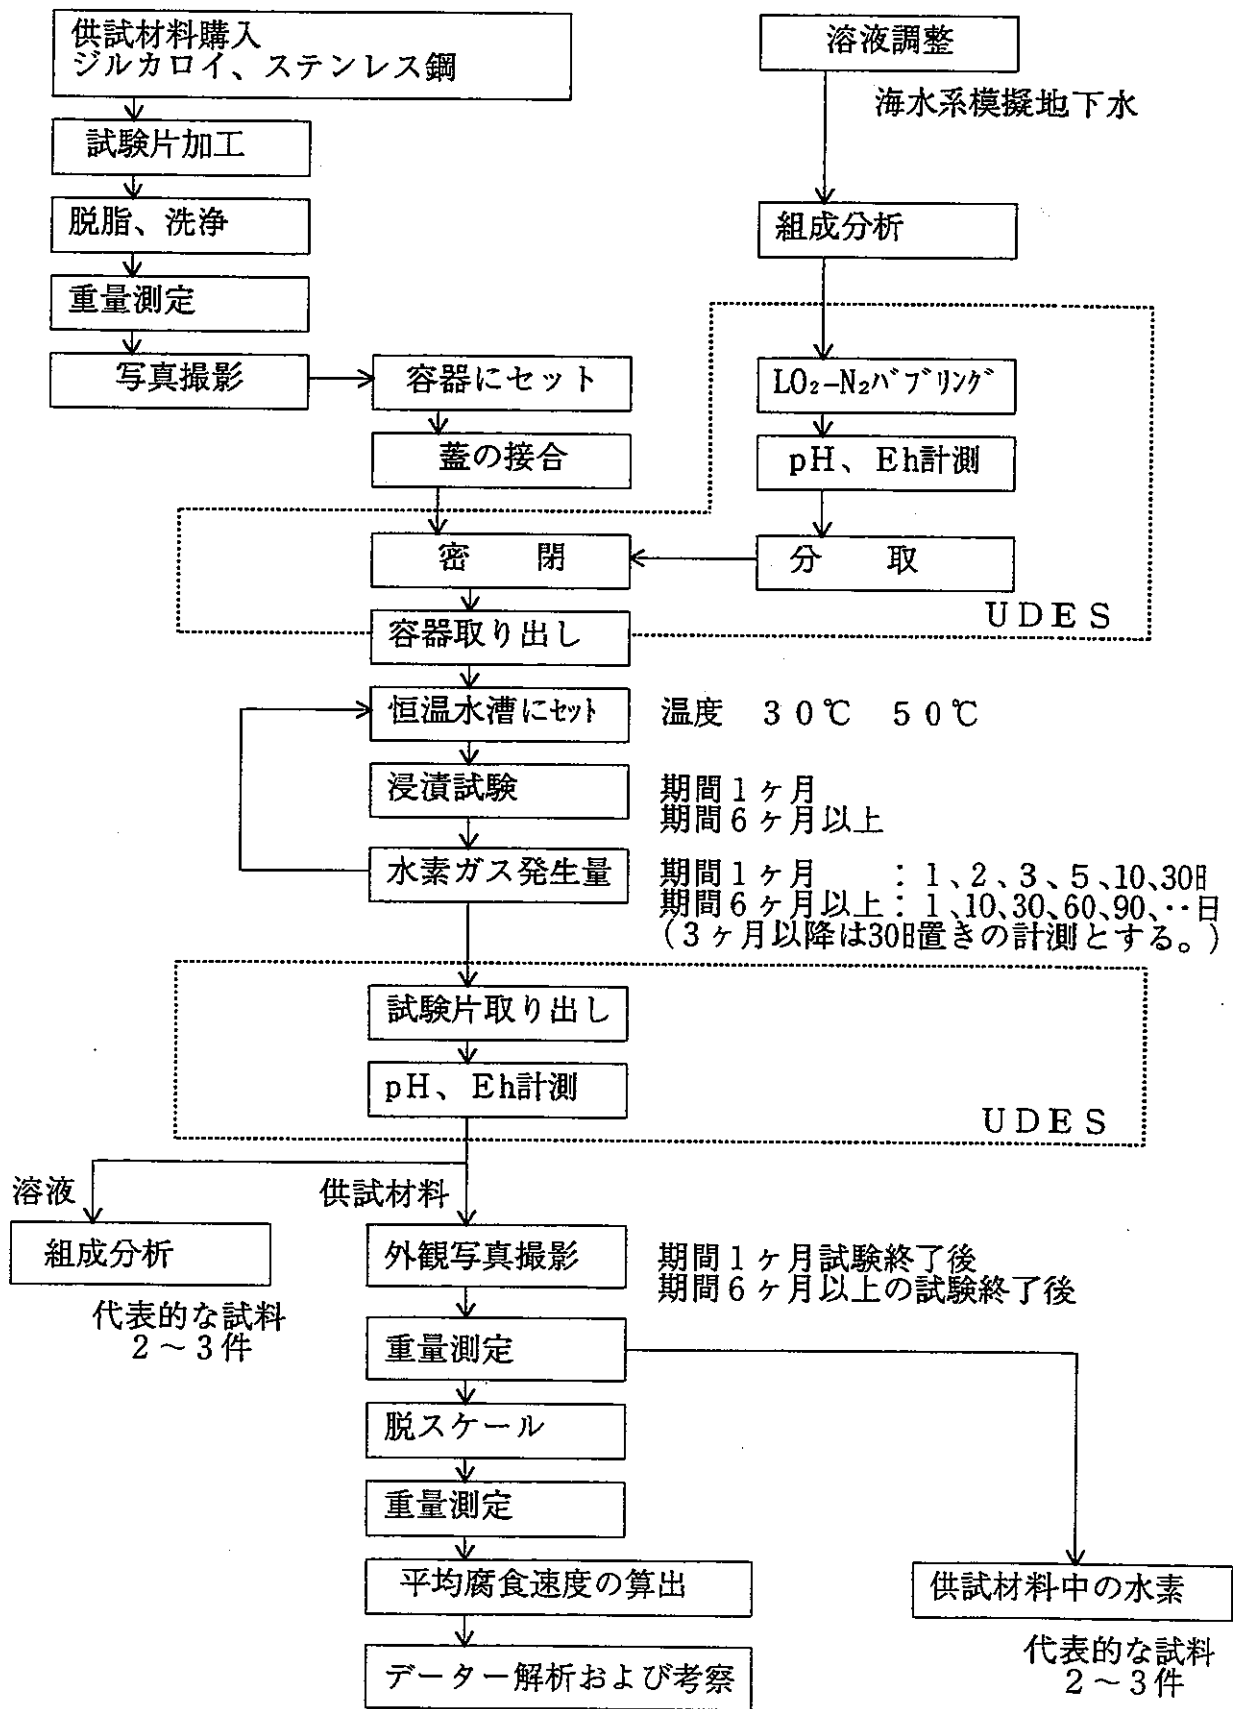 供試材料購入
ジルカロイ、ステンレス鋼
試験片加工
脱脂、洗浄
重量測定
写真撮影
溶液調整
海水系模擬地下水
組成分析
容器にセット
蓋の接合
LO₂-N₂バブリング
pH、Eh計測
分取
密閉
容器取り出し
UDES
恒温水槽にセット
温度 30℃ 50℃
浸漬試験
期間1ヶ月
期間6ヶ月以上
水素ガス発生量
期間1ヶ月 :1、2、3、5、10、30日
期間6ヶ月以上:1、10、30、60、90、‥日
(3ヶ月以降は30日置きの計測とする。)
試験片取り出し
pH、Eh計測
UDES
溶液
組成分析
代表的な試料
2～3件
供試材料
外観写真撮影
期間1ヶ月試験終了後
期間6ヶ月以上の試験終了後
重量測定
脱スケール
重量測定
平均腐食速度の算出
データー解析および考察
供試材料中の水素
代表的な試料
2～3件